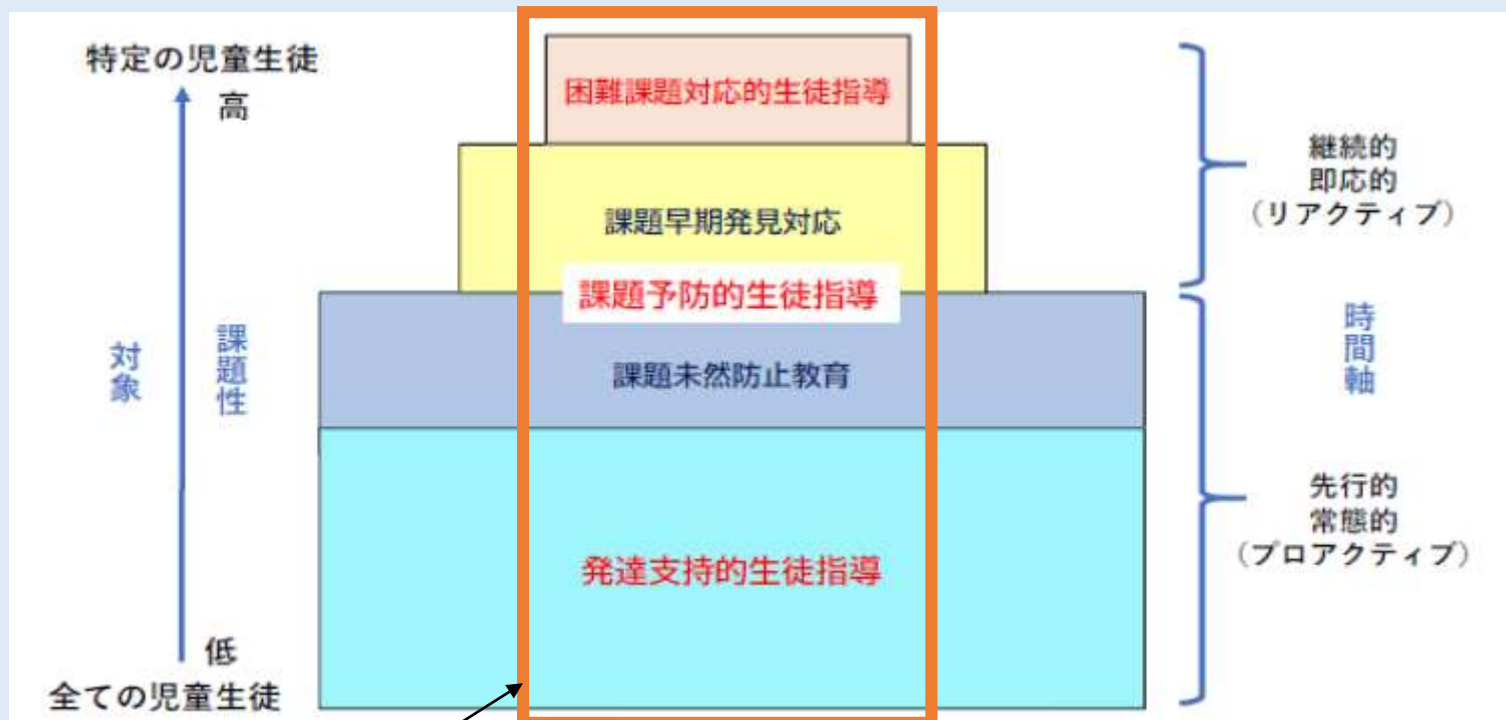 特定の児童生徒
高
対象
課題性
低
全ての児童生徒
困難課題対応的生徒指導
課題早期発見対応
課題予防的生徒指導
課題未然防止教育
発達支持的生徒指導
継続的
即応的
(リアクティブ)
時間軸
先行的
常態的
(プロアクティブ)